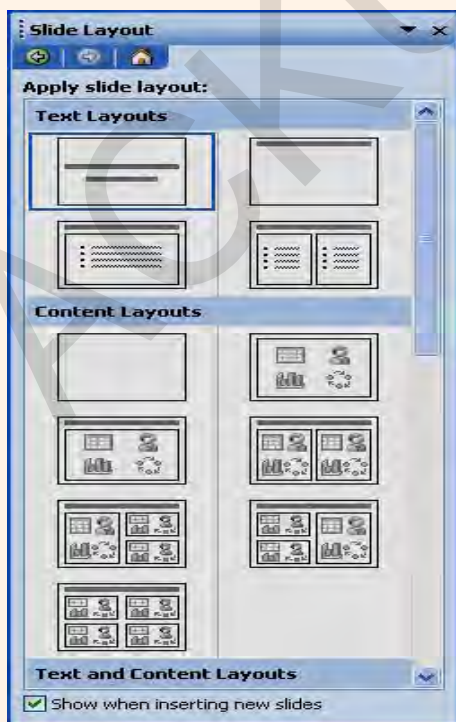 Slide Layout
Apply slide layout:
Text Layouts
Content Layouts
Text and Content Layouts
Show when inserting new slides